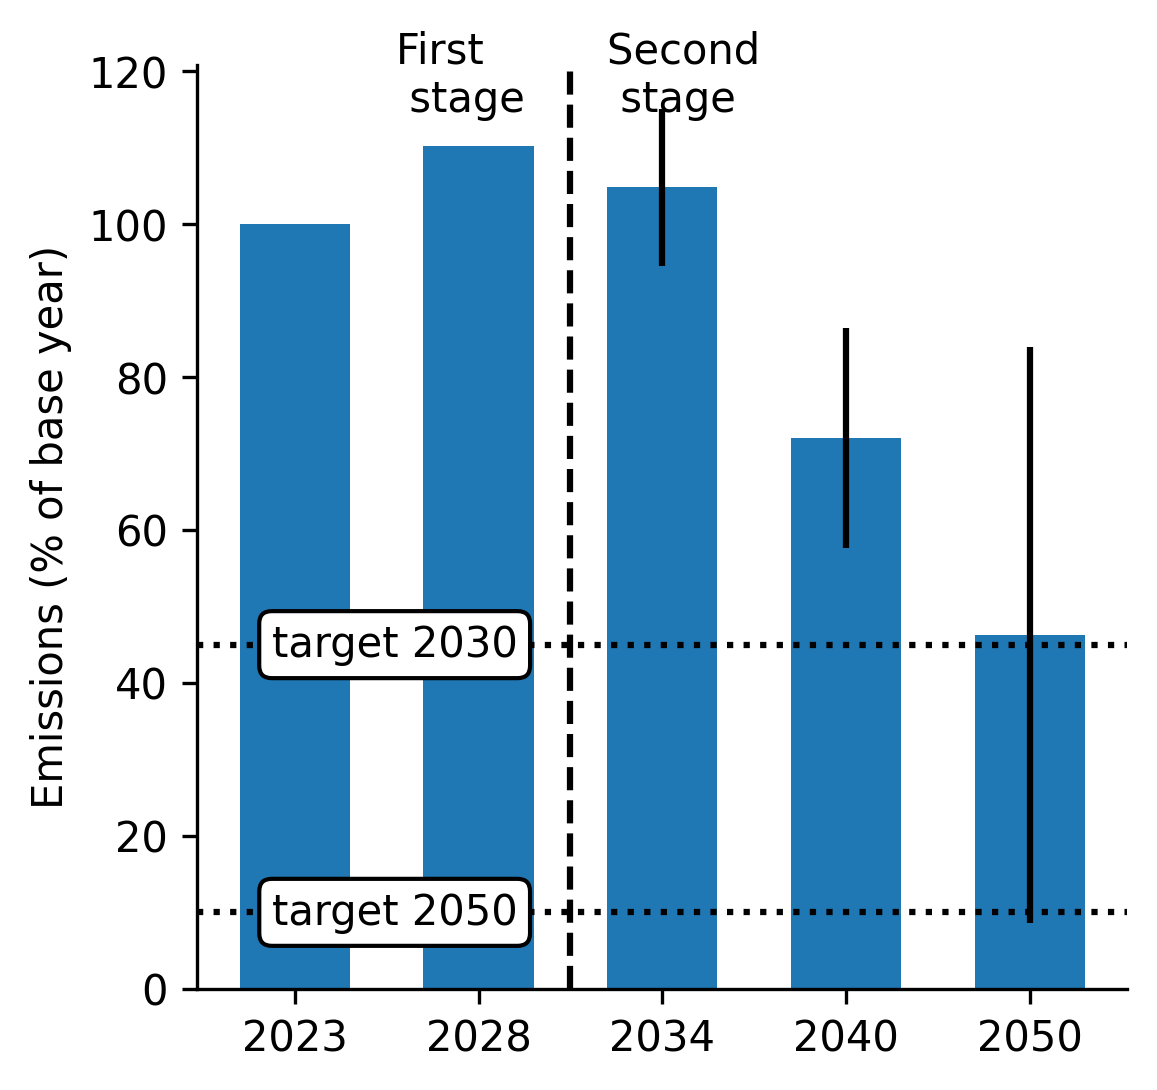 First
stage
Second
stage
120
100
80
60
40
20
0
Emissions (% of base year)
target 2030
target 2050
2023
2028
2034
2040
2050